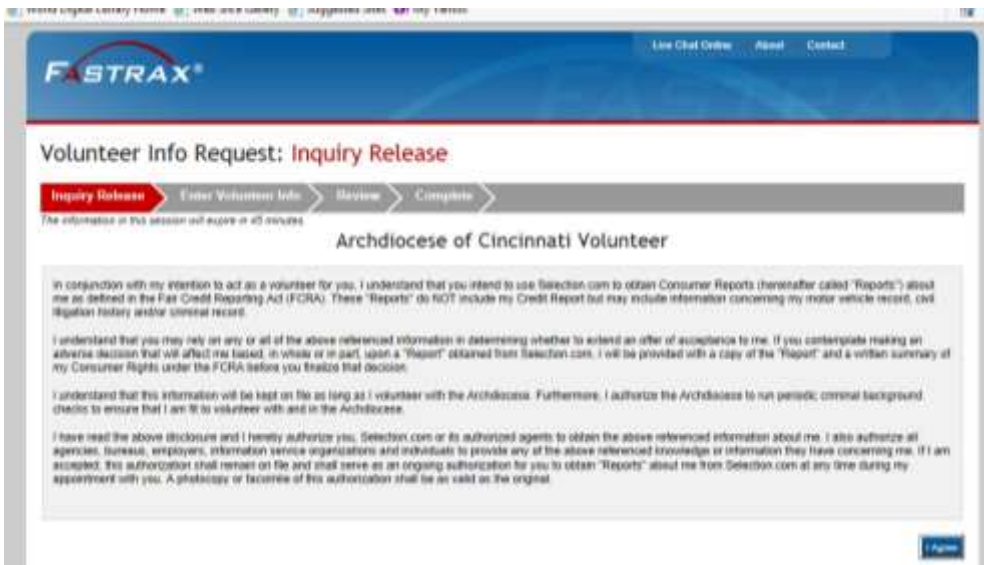 World Digital Library Home Web Slice Gallery Suggested Sites My Yahoo!
Live Chat Online About Contact
FASTRAX®
FASTRAX
Volunteer Info Request: Inquiry Release
Inquiry Release Enter Volunteer Info Review Complete
The information in this session will expire in 45 minutes.
Archdiocese of Cincinnati Volunteer
In conjunction with my intention to act as a volunteer for you, I understand that you intend to use Selection.com to obtain Consumer Reports (hereinafter called "Reports") about
me as defined in the Fair Credit Reporting Act (FCRA). These "Reports" do NOT include my Credit Report but may include information concerning my motor vehicle record, civil
litigation history and/or criminal record.
I understand that you may rely on any or all of the above referenced information in determining whether to extend an offer of acceptance to me. If you contemplate making an
adverse decision that will affect me based, in whole or in part, upon a "Report" obtained from Selection.com, I will be provided with a copy of the "Report" and a written summary of
my Consumer Rights under the FCRA before you finalize that decision.
I understand that this information will be kept on file as long as I volunteer with the Archdiocese. Furthermore, I authorize the Archdiocese to run periodic criminal background
checks to ensure that I am fit to volunteer with and in the Archdiocese.
I have read the above disclosure and I hereby authorize you, Selection.com or its authorized agents to obtain the above referenced information about me. I also authorize all
agencies, bureaus, employers, information service organizations and individuals to provide any of the above referenced knowledge or information they have concerning me. If I am
accepted, this authorization shall remain on file and shall serve as an ongoing authorization for you to obtain "Reports" about me from Selection.com at any time during my
appointment with you. A photocopy or facsimile of this authorization shall be as valid as the original.
I Agree